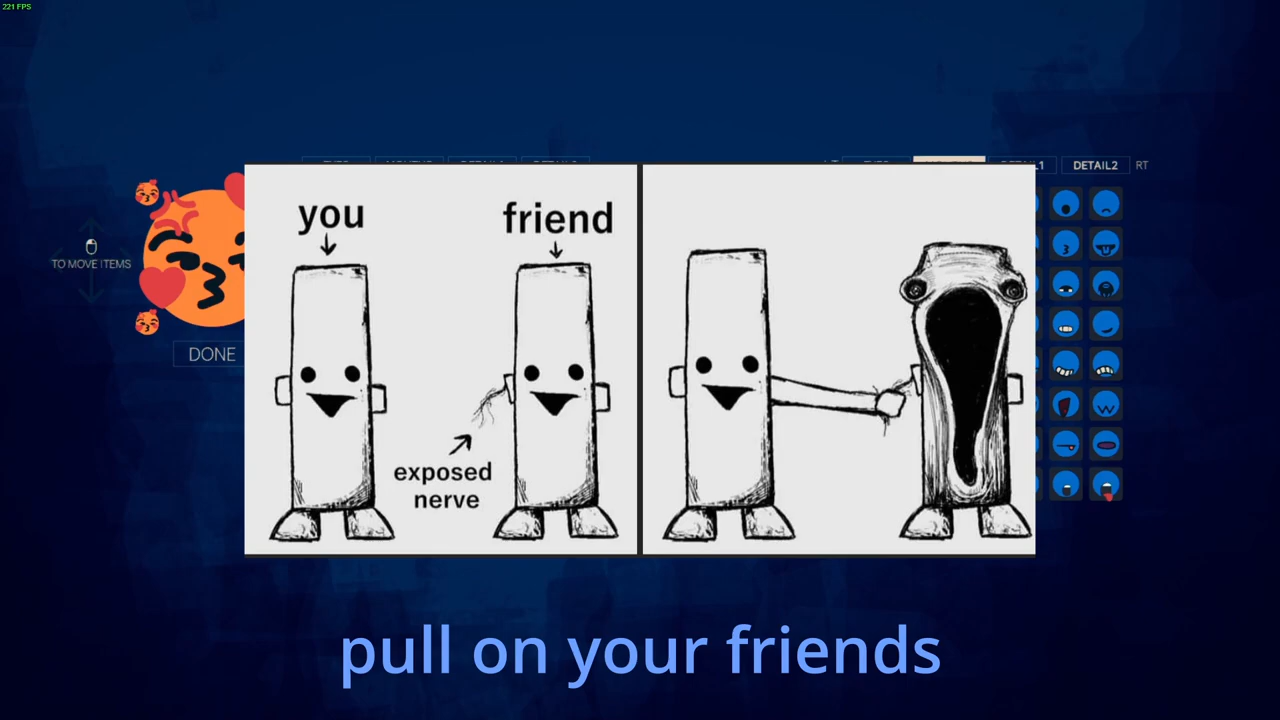 221 FPS
DETAIL2 RT
TO MOVE ITEMS
DONE
you
friend
exposed
nerve
pull on your friends